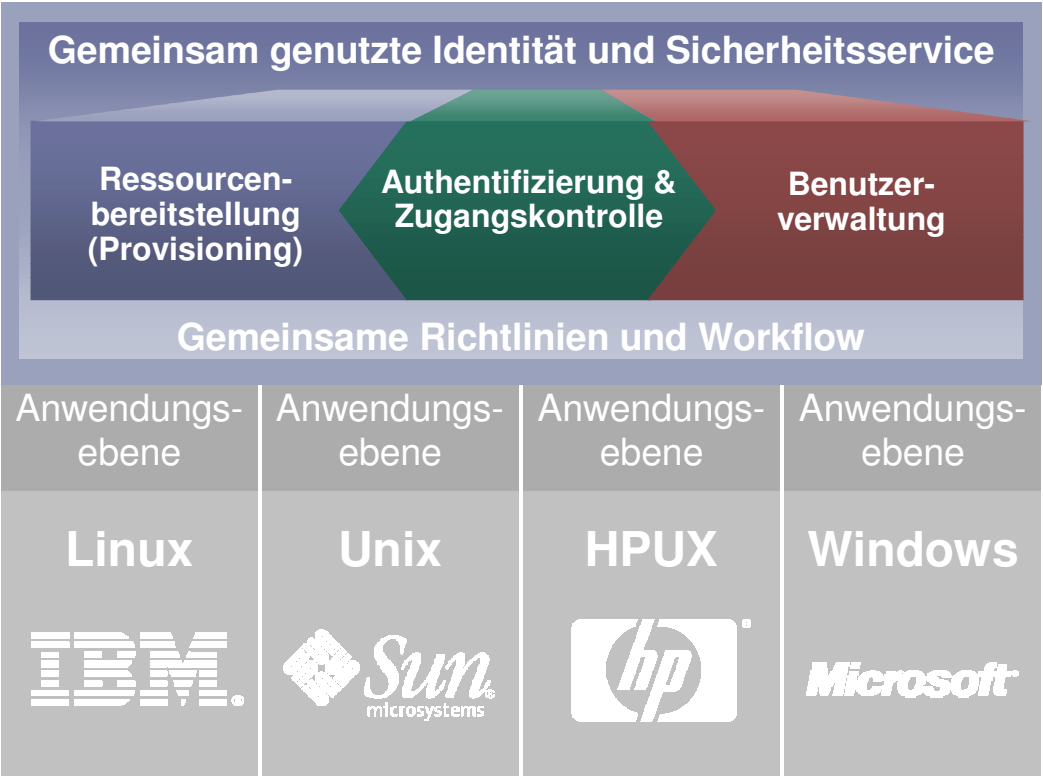 Gemeinsam genutzte Identität und Sicherheitsservice
Ressourcen-
bereitstellung
(Provisioning)
Authentifizierung &
Zugangskontrolle
Benutzer-
verwaltung
Gemeinsame Richtlinien und Workflow
Anwendungs-
ebene
Anwendungs-
ebene
Anwendungs-
ebene
Anwendungs-
ebene
Linux
Unix
HPUX
Windows
IBM®
Sun
microsystems
hp®
Microsoft®